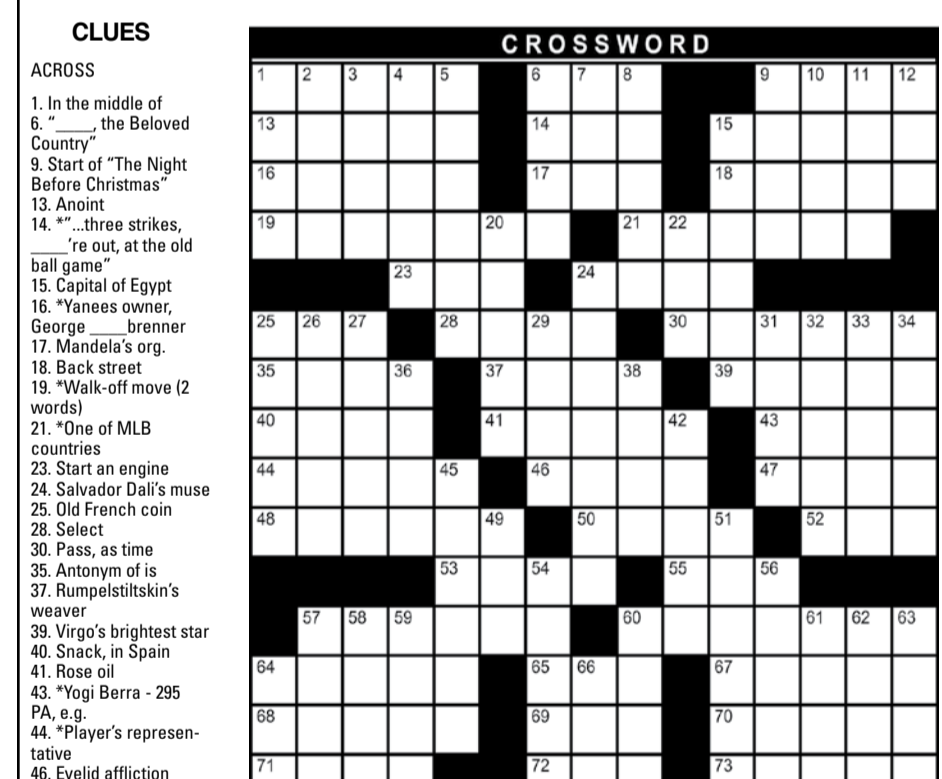 CLUES
ACROSS
1. In the middle of
6. “____, the Beloved
Country”
9. Start of “The Night
Before Christmas”
13. Anoint
14. *”...three strikes,
____’re out, at the old
ball game”
15. Capital of Egypt
16. *Yanees owner,
George ____brenner
17. Mandela’s org.
18. Back street
19. *Walk-off move (2
words)
21. *One of MLB
countries
23. Start an engine
24. Salvador Dali’s muse
25. Old French coin
28. Select
30. Pass, as time
35. Antonym of is
37. Rumpelstiltskin’s
weaver
39. Virgo’s brightest star
40. Snack, in Spain
41. Rose oil
43. *Yogi Berra - 295
PA, e.g.
44. *Player’s represen-
tative
46. Eyelid affliction
CROSSWORD
1 2 3 4 5 6 7 8 9 10 11 12
13 14 15
16 17 18
19 20 21 22
23 24
25 26 27 28 29 30 31 32 33 34
35 36 37 38 39
40 41 42 43
44 45 46 47
48 49 50 51 52
53 54 55 56
57 58 59 60 61 62 63
64 65 66 67
68 69 70
71 72 73